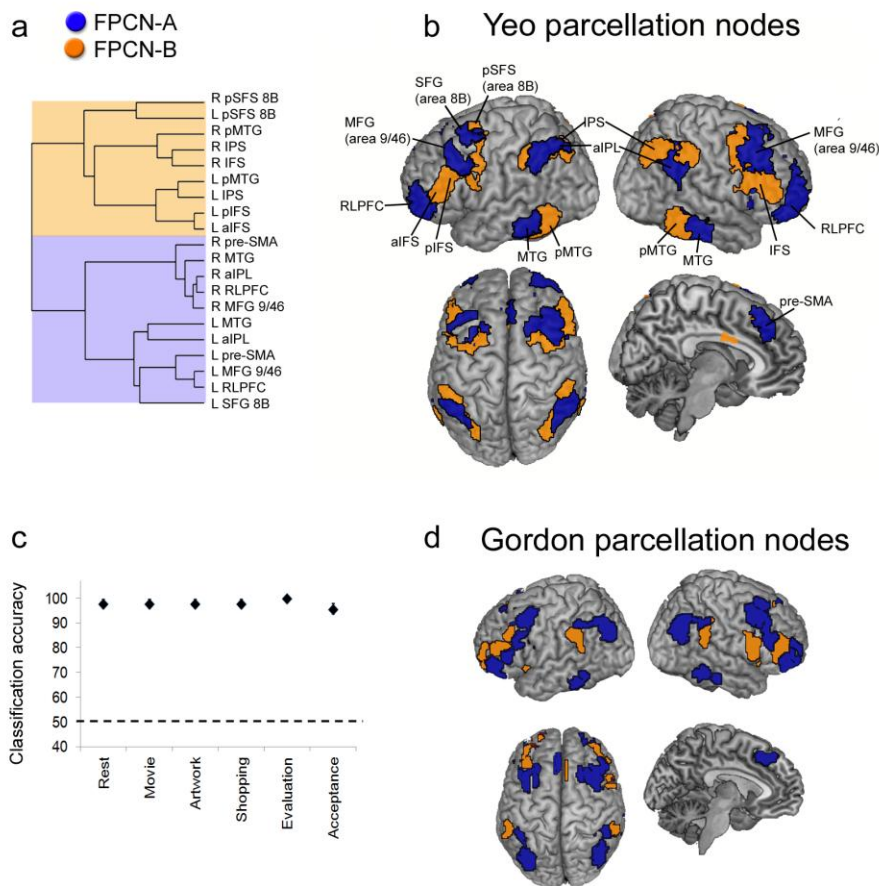 a
FPCN-A
FPCN-B
R pSFS 8B
L pSFS 8B
R pMTG
R IPS
R IFS
L pMTG
L IPS
L pIFS
L aIFS
R pre-SMA
R MTG
R aIPL
R RLPFC
R MFG 9/46
L MTG
L aIPL
L pre-SMA
L MFG 9/46
L RLPFC
L SFG 8B
b Yeo parcellation nodes
pSFS
(area 8B)
SFG
(area 8B)
MFG
(area 9/46)
IPS
aIPL
MFG
(area 9/46)
RLPFC
aIFS
pIFS
MTG
pMTG
pMTG
MTG
IFS
RLPFC
pre-SMA
c
Classification accuracy
100
90
80
70
60
50
40
Rest
Movie
Artwork
Shopping
Evaluation
Acceptance
d Gordon parcellation nodes